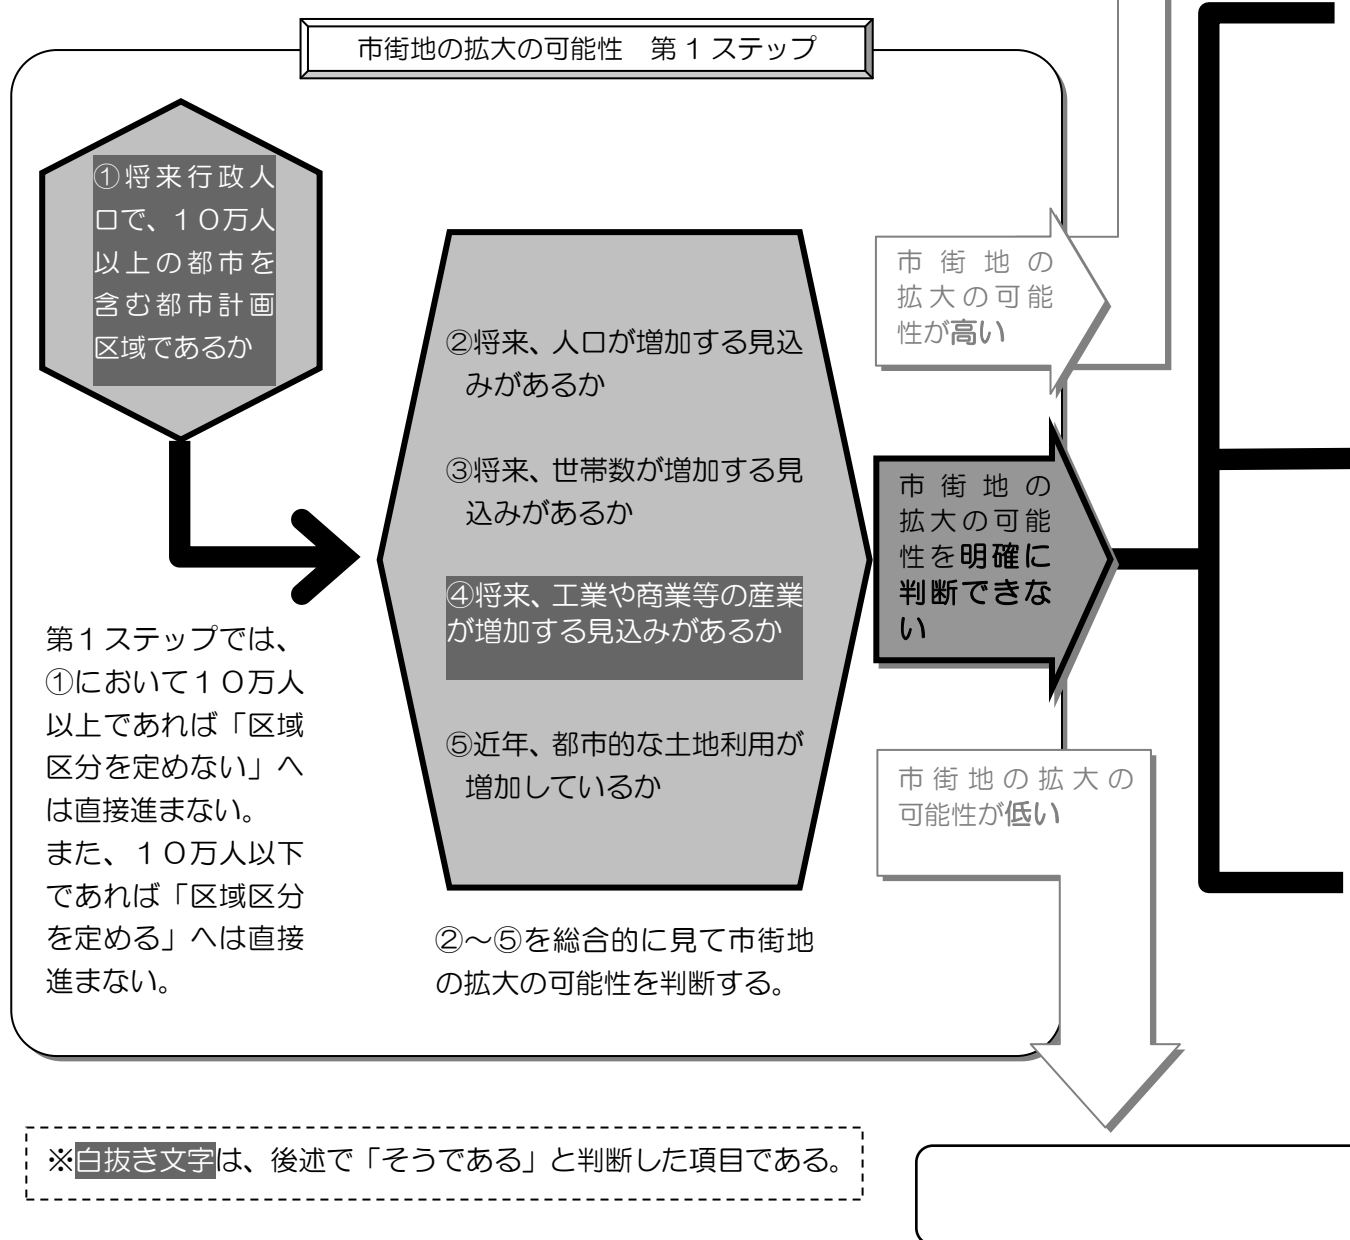 市街地の拡大の可能性　第１ステップ
①将来行政人
口で、１０万人
以上の都市を
含む都市計画
区域であるか
第１ステップでは、
①において１０万人
以上であれば「区域
区分を定めない」へ
は直接進まない。
また、１０万人以下
であれば「区域区分
を定める」へは直接
進まない。
②将来、人口が増加する見込
みがあるか
③将来、世帯数が増加する見
込みがあるか
④将来、工業や商業等の産業
が増加する見込みがあるか
⑤近年、都市的な土地利用が
増加しているか
②～⑤を総合的に見て市街地
の拡大の可能性を判断する。
市街地の
拡大の可能
性が高い
市街地の
拡大の可能
性を明確に
判断できな
い
市街地の拡大の
可能性が低い
※白抜き文字は、後述で「そうである」と判断した項目である。